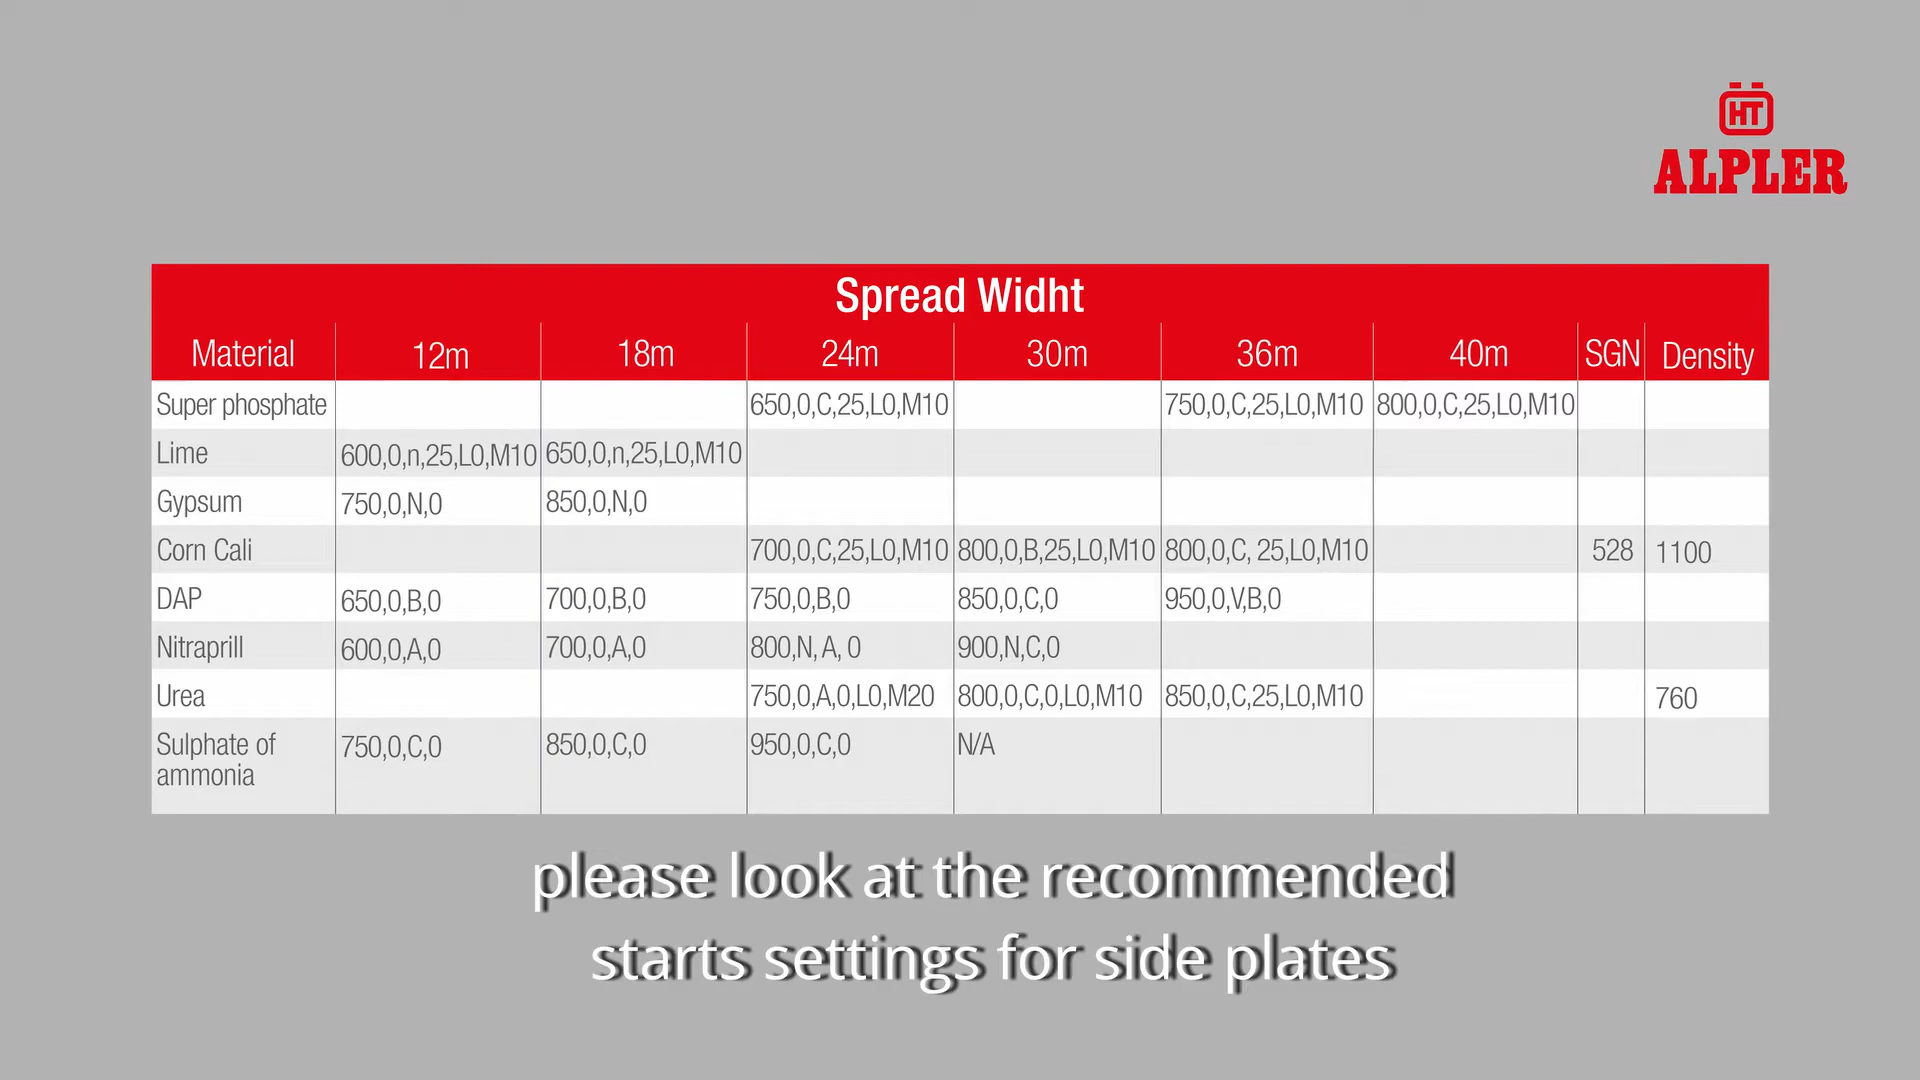 HT
ALPLER
Spread Widht
Material 12m 18m 24m 30m 36m 40m SGN Density
Super phosphate 650,0,C,25,L0,M10 750,0,C,25,L0,M10 800,0,C,25,L0,M10
Lime 600,0,n,25,L0,M10 650,0,n,25,L0,M10
Gypsum 750,0,N,0 850,0,N,0
Corn Cali 700,0,C,25,L0,M10 800,0,B,25,L0,M10 800,0,C, 25,L0,M10 528 1100
DAP 650,0,B,0 700,0,B,0 750,0,B,0 850,0,C,0 950,0,V,B,0
Nitraprill 600,0,A,0 700,0,A,0 800,N, A, 0 900,N,C,0
Urea 750,0,A,0,L0,M20 800,0,C,0,L0,M10 850,0,C,25,L0,M10 760
Sulphate of 750,0,C,0 850,0,C,0 950,0,C,0 N/A
ammonia
please look at the recommended
starts settings for side plates